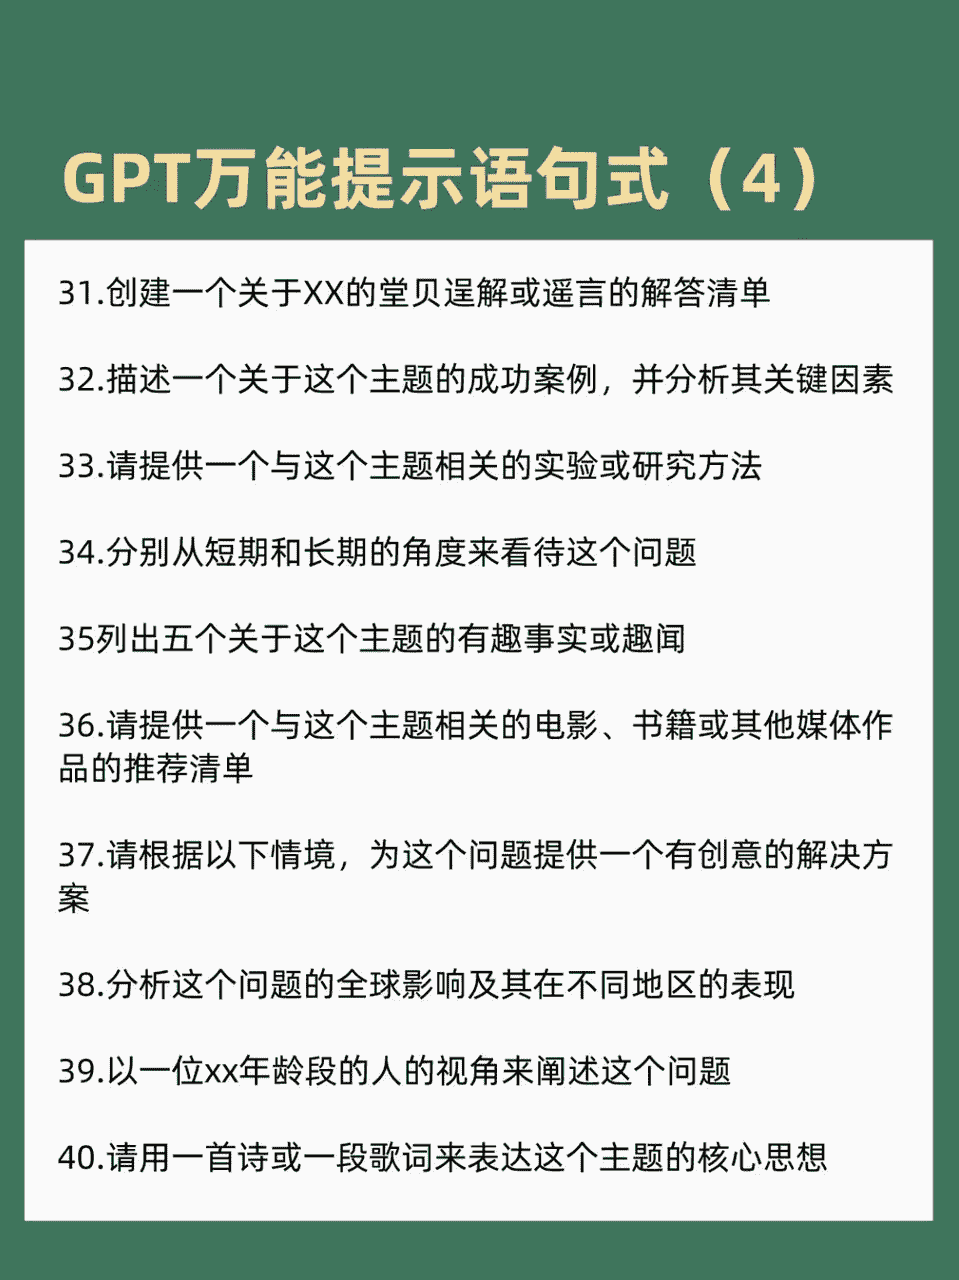 GPT万能提示语句式（4）
31.创建一个关于XX的堂贝逞解或遥言的解答清单
32.描述一个关于这个主题的成功案例，并分析其关键因素
33.请提供一个与这个主题相关的实验或研究方法
34.分别从短期和长期的角度来看待这个问题
35列出五个关于这个主题的有趣事实或趣闻
36.请提供一个与这个主题相关的电影、书籍或其他媒体作
品的推荐清单
37.请根据以下情境，为这个问题提供一个有创意的解决方
案
38.分析这个问题的全球影响及其在不同地区的表现
39.以一位xx年龄段的人的视角来阐述这个问题
40.请用一首诗或一段歌词来表达这个主题的核心思想